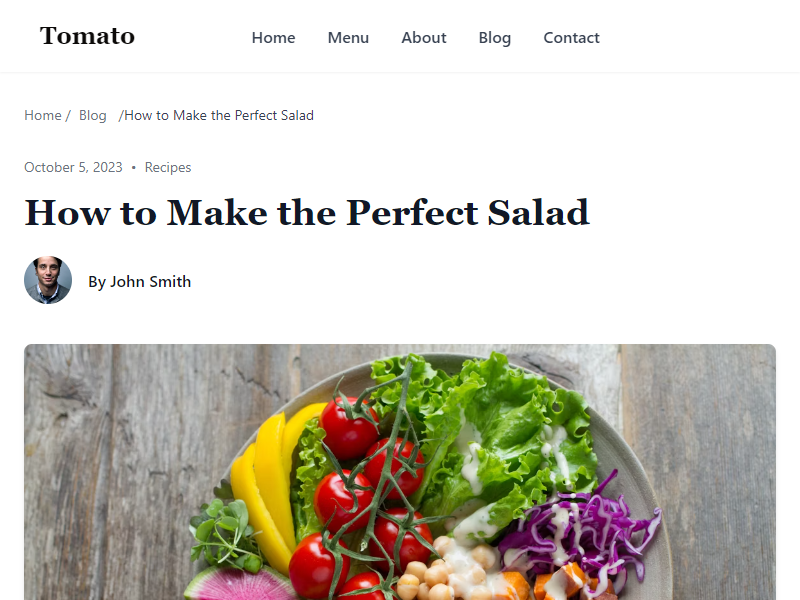 Tomato
Home Menu About Blog Contact
Home / Blog /How to Make the Perfect Salad
October 5, 2023 • Recipes
How to Make the Perfect Salad
By John Smith